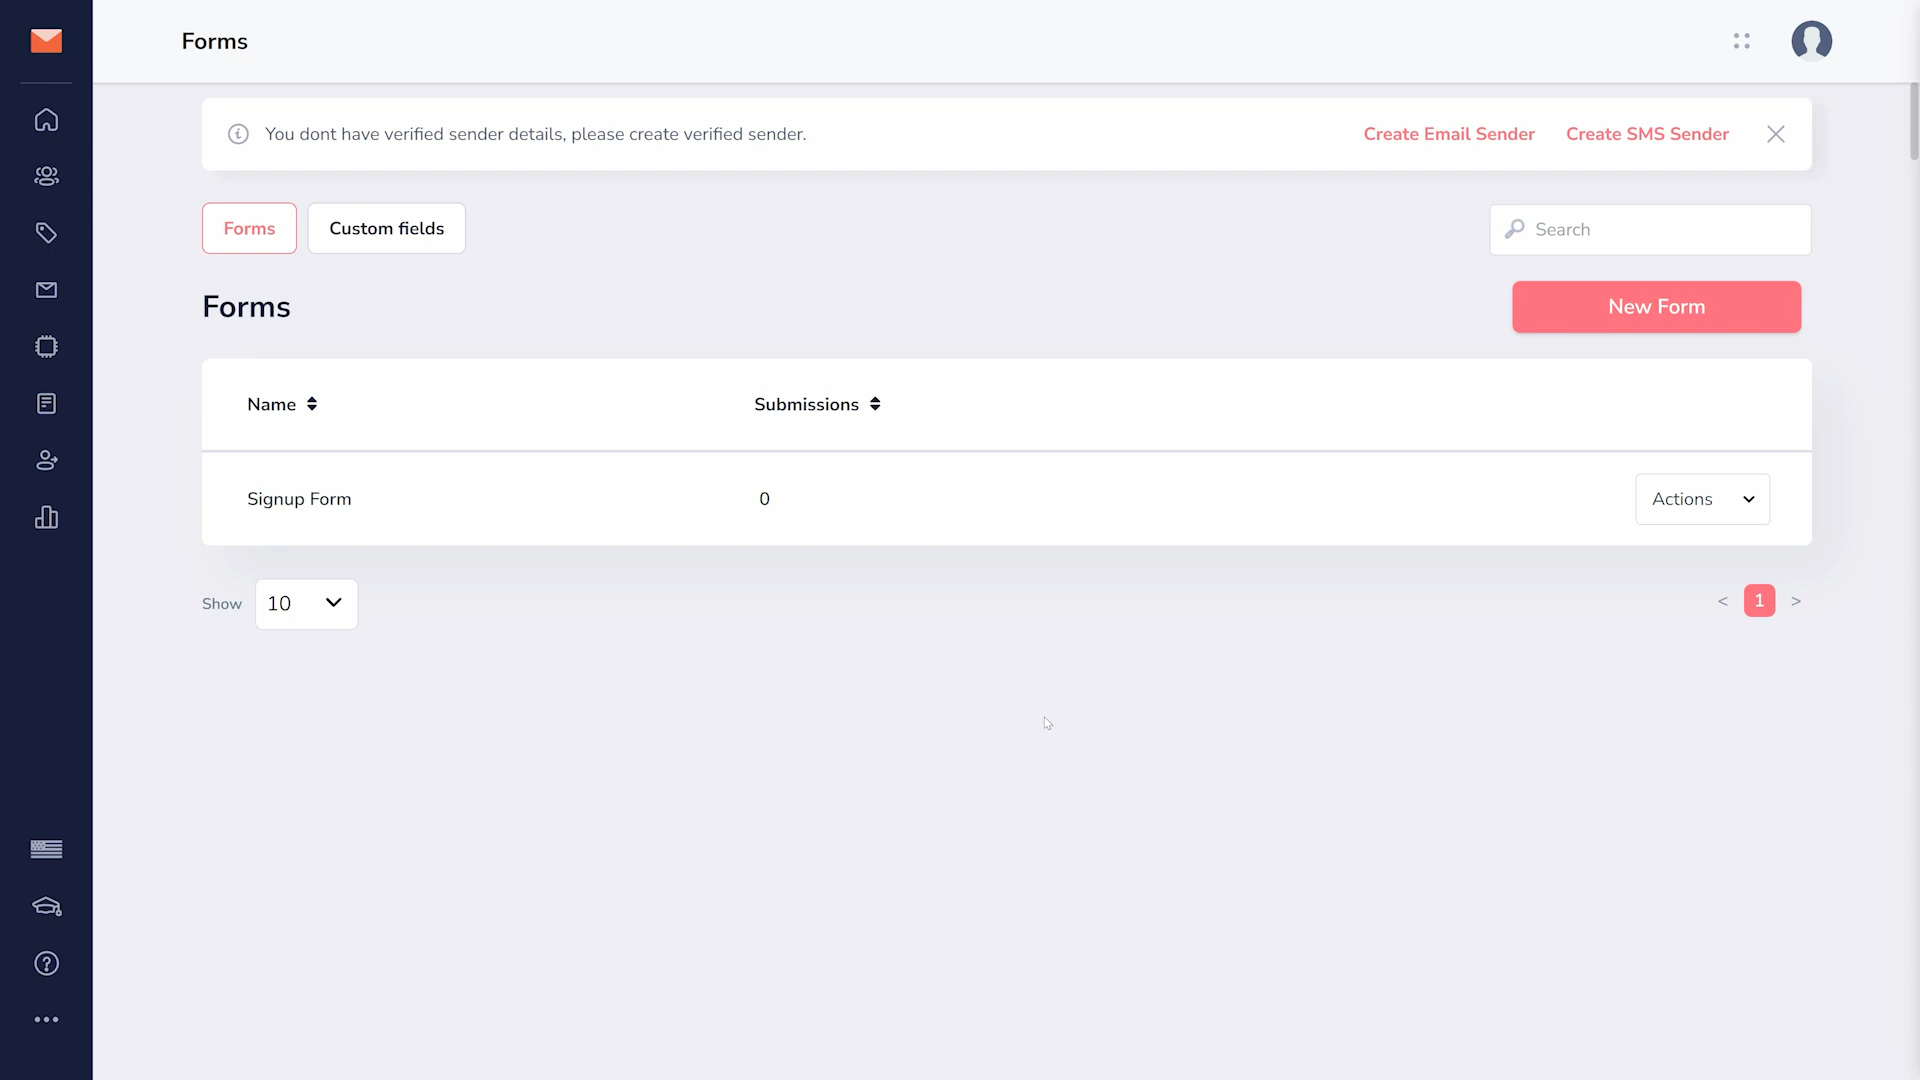 Forms
You dont have verified sender details, please create verified sender.
Create Email Sender
Create SMS Sender
Forms
Custom fields
Search
Forms
New Form
Name
Submissions
Signup Form
0
Actions
Show
10
<
1
>